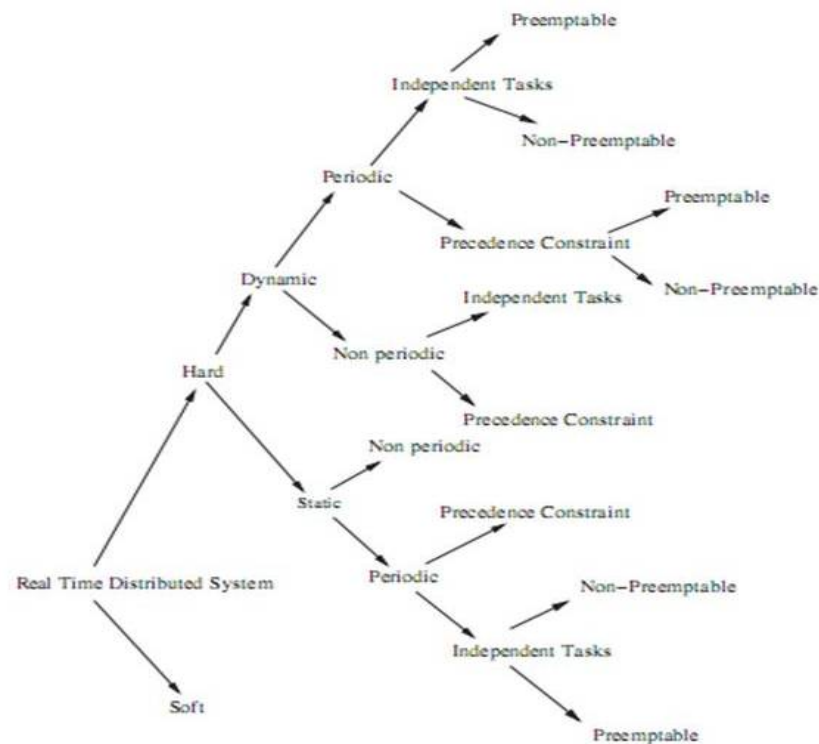 Preemptable
Independent Tasks
Non-Preemptable
Periodic
Preemptable
Precedence Constraint
Dynamic
Non-Preemptable
Independent Tasks
Non periodic
Hard
Precedence Constraint
Non periodic
Static
Precedence Constraint
Periodic
Real Time Distributed System
Non-Preemptable
Independent Tasks
Soft
Preemptable